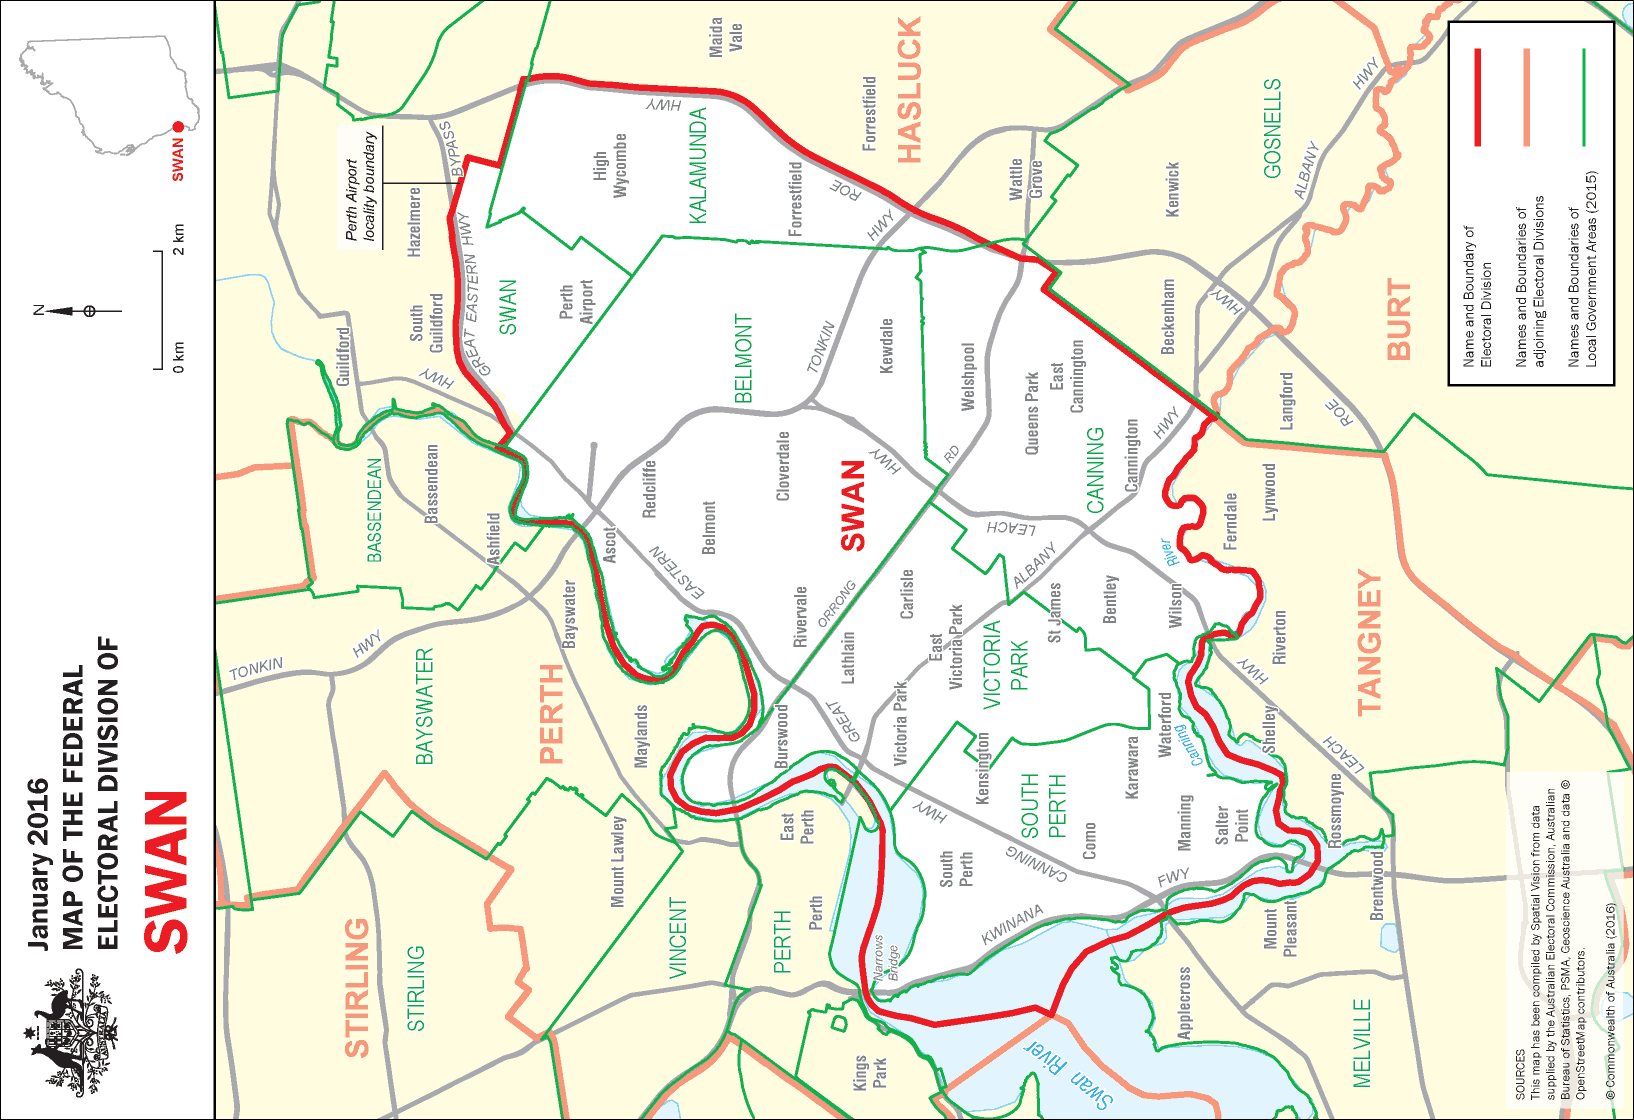 January 2016
MAP OF THE FEDERAL
ELECTORAL DIVISION OF
SWAN
N
0 km
2 km
SWAN
Perth Airport
locality boundary
TONKIN
HWY
BASSENDEAN
Bassendean
Ashfield
Guildford
South
Guildford
Hazelmere
BYPASS
GREAT EASTERN HWY
HWY
SWAN
Perth
Airport
High
Wycombe
Maida
Vale
HWY
KALAMUNDA
Forrestfield
Forrestfield
HASLUCK
ROE
HWY
Wattle
Grove
Kenwick
GOSNELLS
ALBANY
HWY
STIRLING
STIRLING
BAYSWATER
PERTH
Bayswater
Maylands
Mount Lawley
VINCENT
PERTH
Perth
East
Perth
Kings
Park
Narrows
Bridge
Ascot
Redcliffe
Belmont
Cloverdale
BELMONT
EASTERN
Rivervale
Burswood
GREAT
ORRONG
RD
SWAN
TONKIN
Kewdale
HWY
Welshpool
Queens Park
East
Cannington
Cannington
CANNING
HWY
Beckenham
HWY
BURT
Langford
ROE
Lynwood
Ferndale
River
LEACH
ALBANY
Lathlain
Carlisle
East
Victoria Park
Victoria Park
VICTORIA
PARK
St James
Bentley
Wilson
Riverton
HWY
TANGNEY
Kensington
SOUTH
PERTH
Karawara
Waterford
Canning
Shelley
LEACH
Rossmoyne
HWY
CANNING
South
Perth
Como
Manning
Salter
Point
KWINANA
FWY
Mount
Pleasant
Brentwood
Applecross
MELVILLE
Swan River
Name and Boundary of
Electoral Division
Names and Boundaries of
adjoining Electoral Divisions
Names and Boundaries of
Local Government Areas (2015)
SOURCES
This map has been compiled by Spatial Vision from data
supplied by the Australian Electoral Commission, Australian
Bureau of Statistics, PSMA, Geoscience Australia and data ©
OpenStreetMap contributors.
© Commonwealth of Australia (2016)